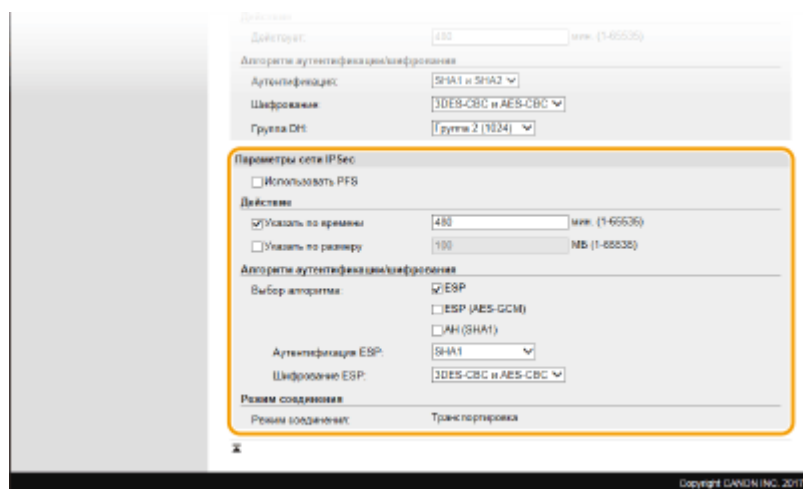 Действие
Действует: 480 мин. (1-65535)
Алгоритм аутентификации/шифрования
Аутентификация: SHA1 и SHA2
Шифрование: 3DES-CBC и AES-CBC
Группа DH: Группа 2 (1024)
Параметры сети IPSec
Использовать PFS
Действие
Указать по времени 480 мин. (1-65535)
Указать по размеру 100 МБ (1-65535)
Алгоритм аутентификации/шифрования
Выбор алгоритма: ESP
ESP (AES-GCM)
AH (SHA1)
Аутентификация ESP: SHA1
Шифрование ESP: 3DES-CBC и AES-CBC
Режим соединения
Режим соединения: Транспортировка
Copyright CANON INC. 2017